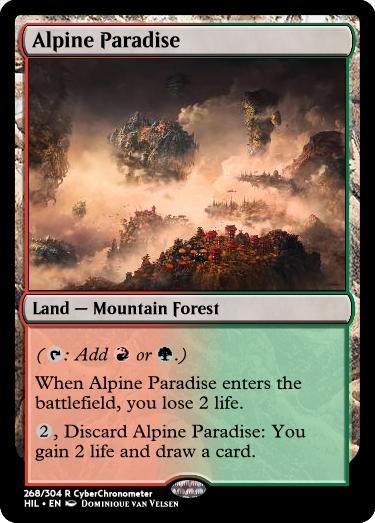 Alpine Paradise
Land — Mountain Forest
(T: Add R or G.)
When Alpine Paradise enters the
battlefield, you lose 2 life.
2, Discard Alpine Paradise: You
gain 2 life and draw a card.
268/304 R CyberChronometer
HIL • EN Dominique van Velsen